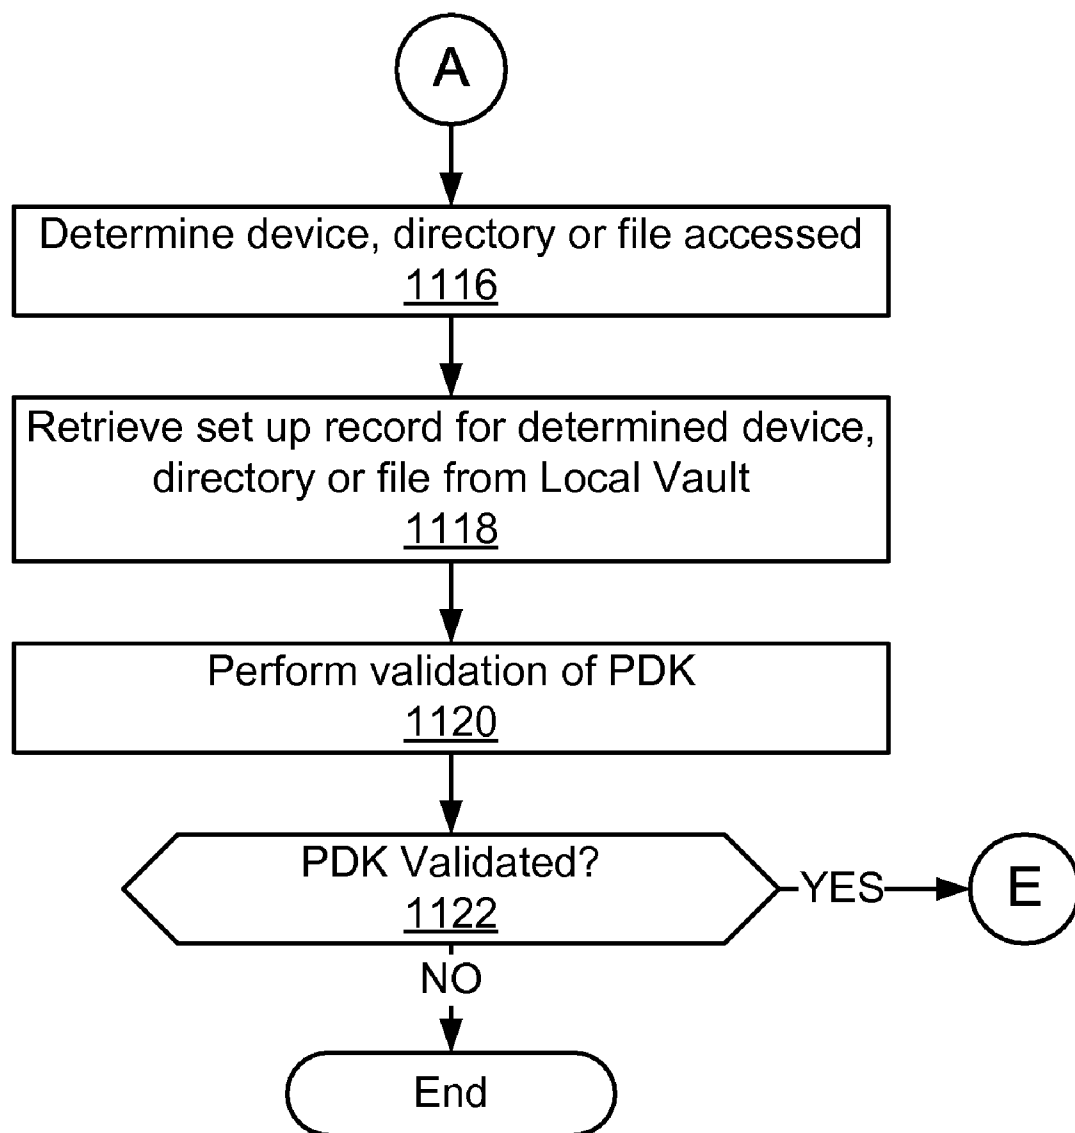 A
Determine device, directory or file accessed
1116
Retrieve set up record for determined device,
directory or file from Local Vault
1118
Perform validation of PDK
1120
PDK Validated?
1122
YES
E
NO
End